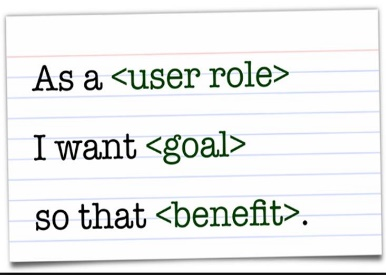 As a <user role>
I want <goal>
so that <benefit>.